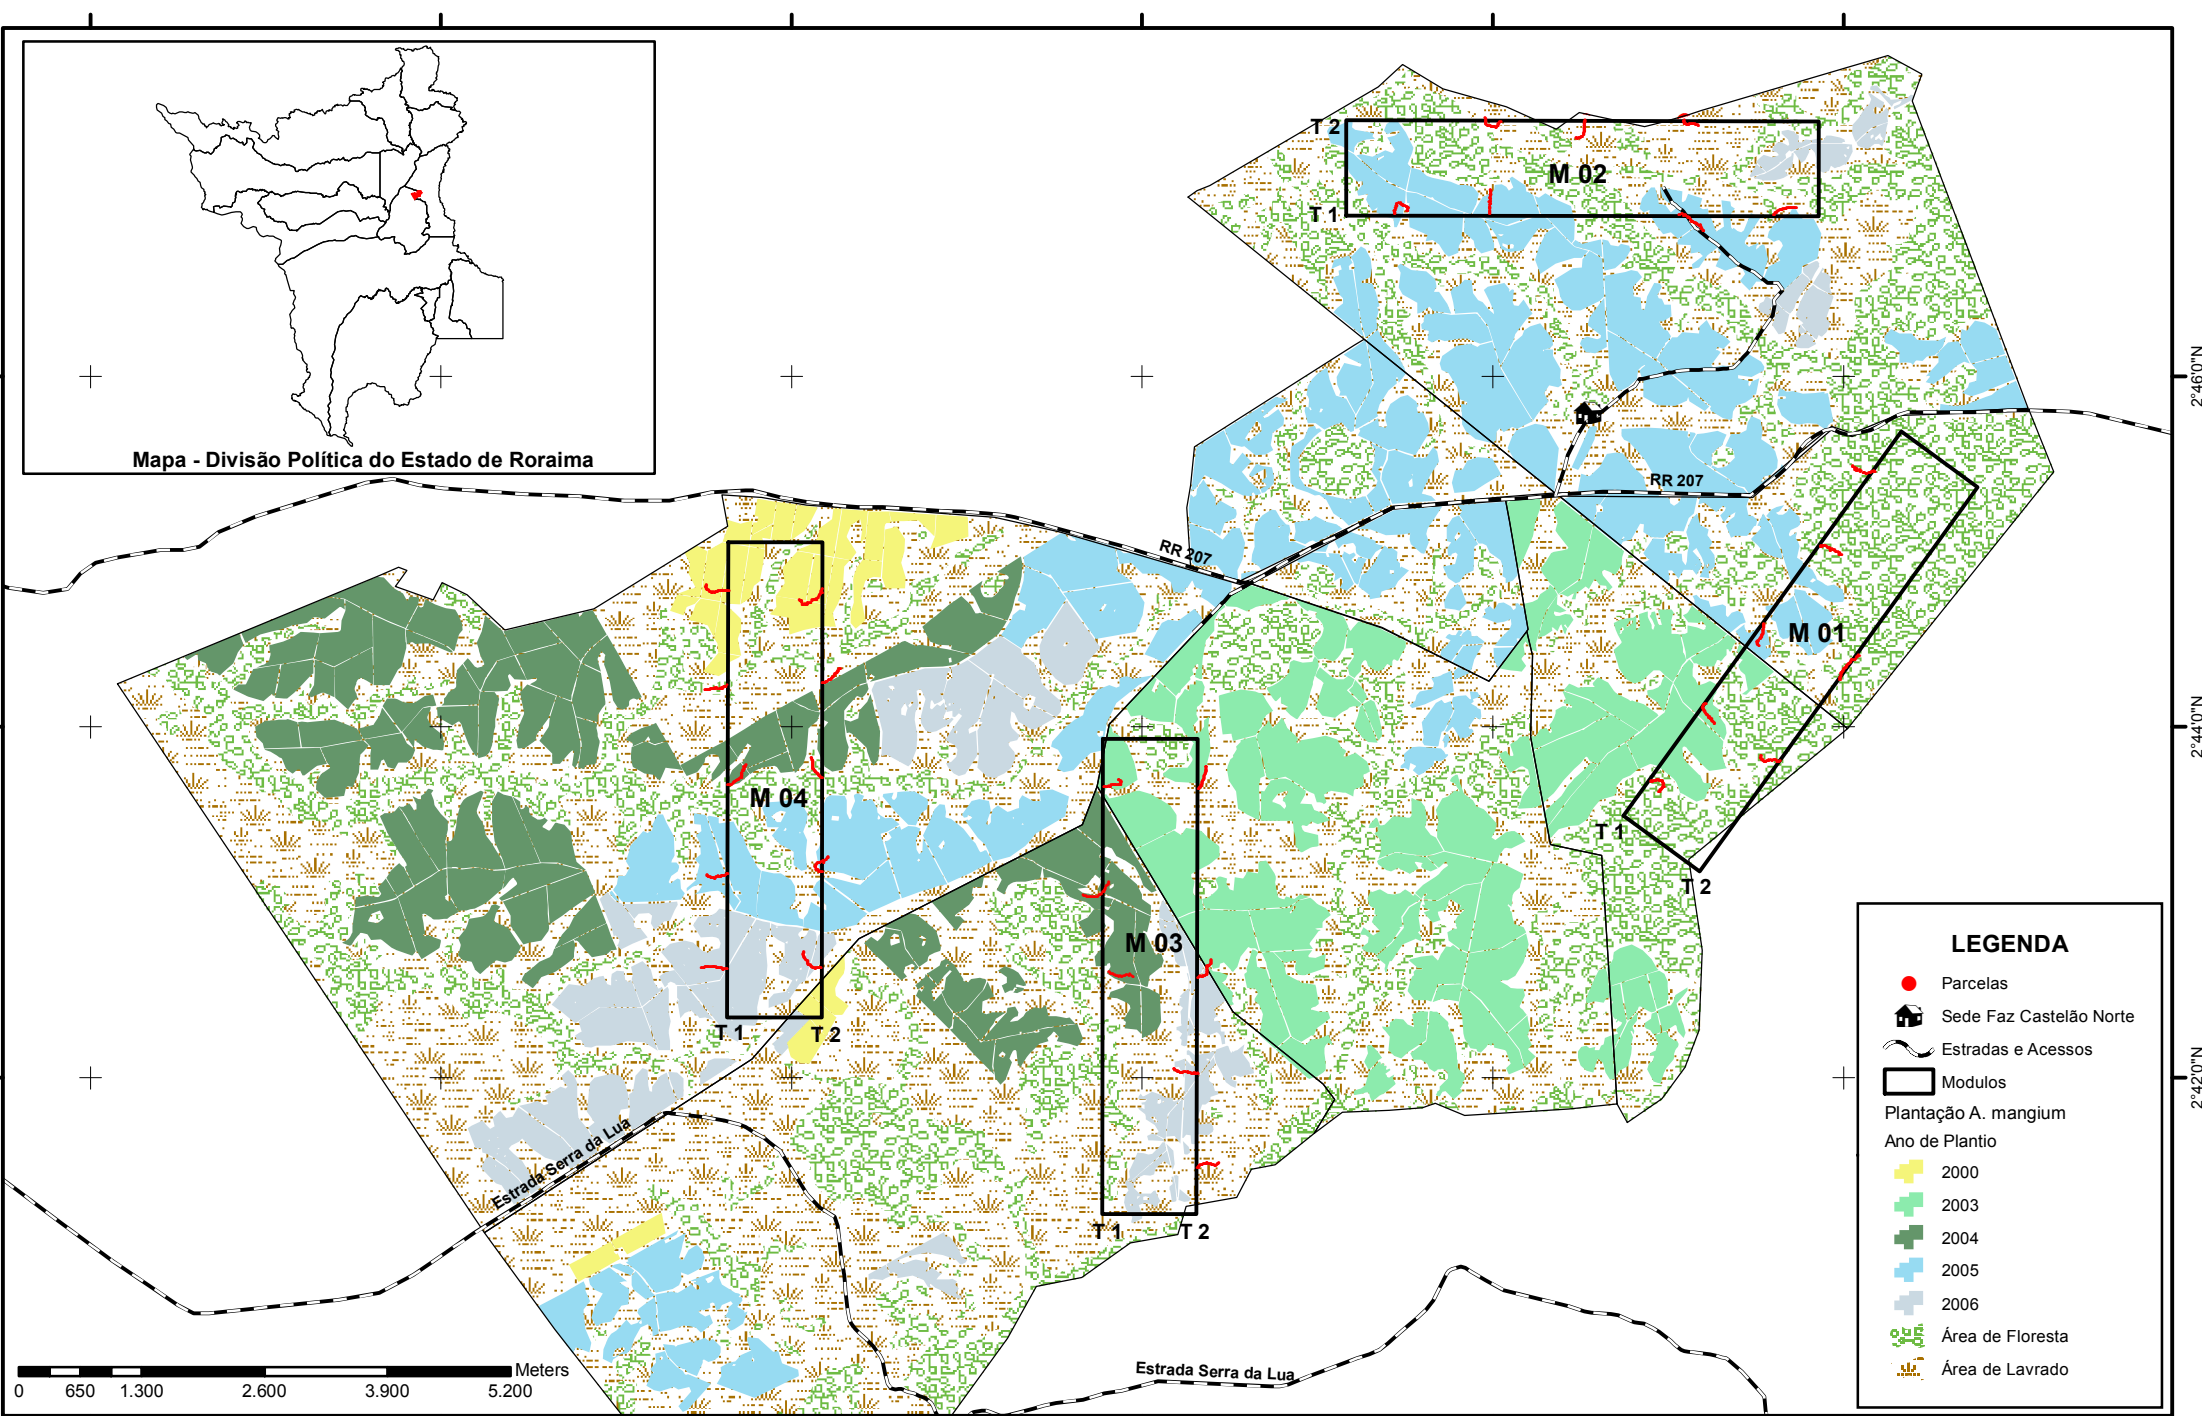 Mapa - Divisão Política do Estado de Roraima
T 2
M 02
T 1
2°46'0"N
RR 207
RR 207
M 01
2°44'0"N
M 04
T 1
T 2
M 03
T 1
T 2
2°42'0"N
Estrada Serra da Lua
T 1
T 2
Estrada Serra da Lua
Meters
0 650 1.300 2.600 3.900 5.200
LEGENDA
Parcelas
Sede Faz Castelão Norte
Estradas e Acessos
Modulos
Plantação A. mangium
Ano de Plantio
2000
2003
2004
2005
2006
Área de Floresta
Área de Lavrado